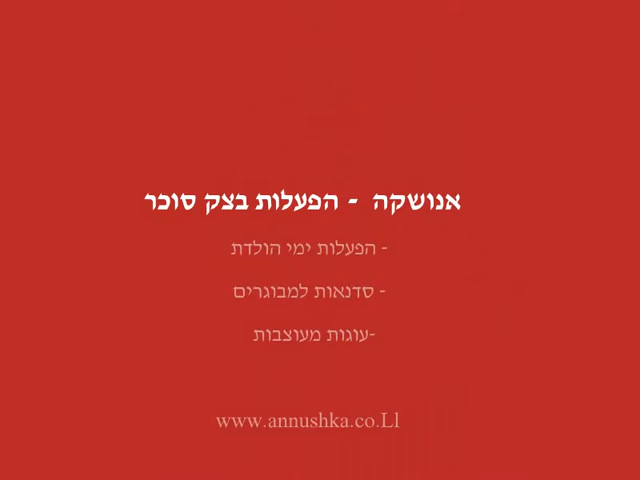 אנושקה - הפעלות בצק סוכר
- הפעלות ימי הולדת
- סדנאות למבוגרים
-עוגות מעוצבות
www.annushka.co.Ll